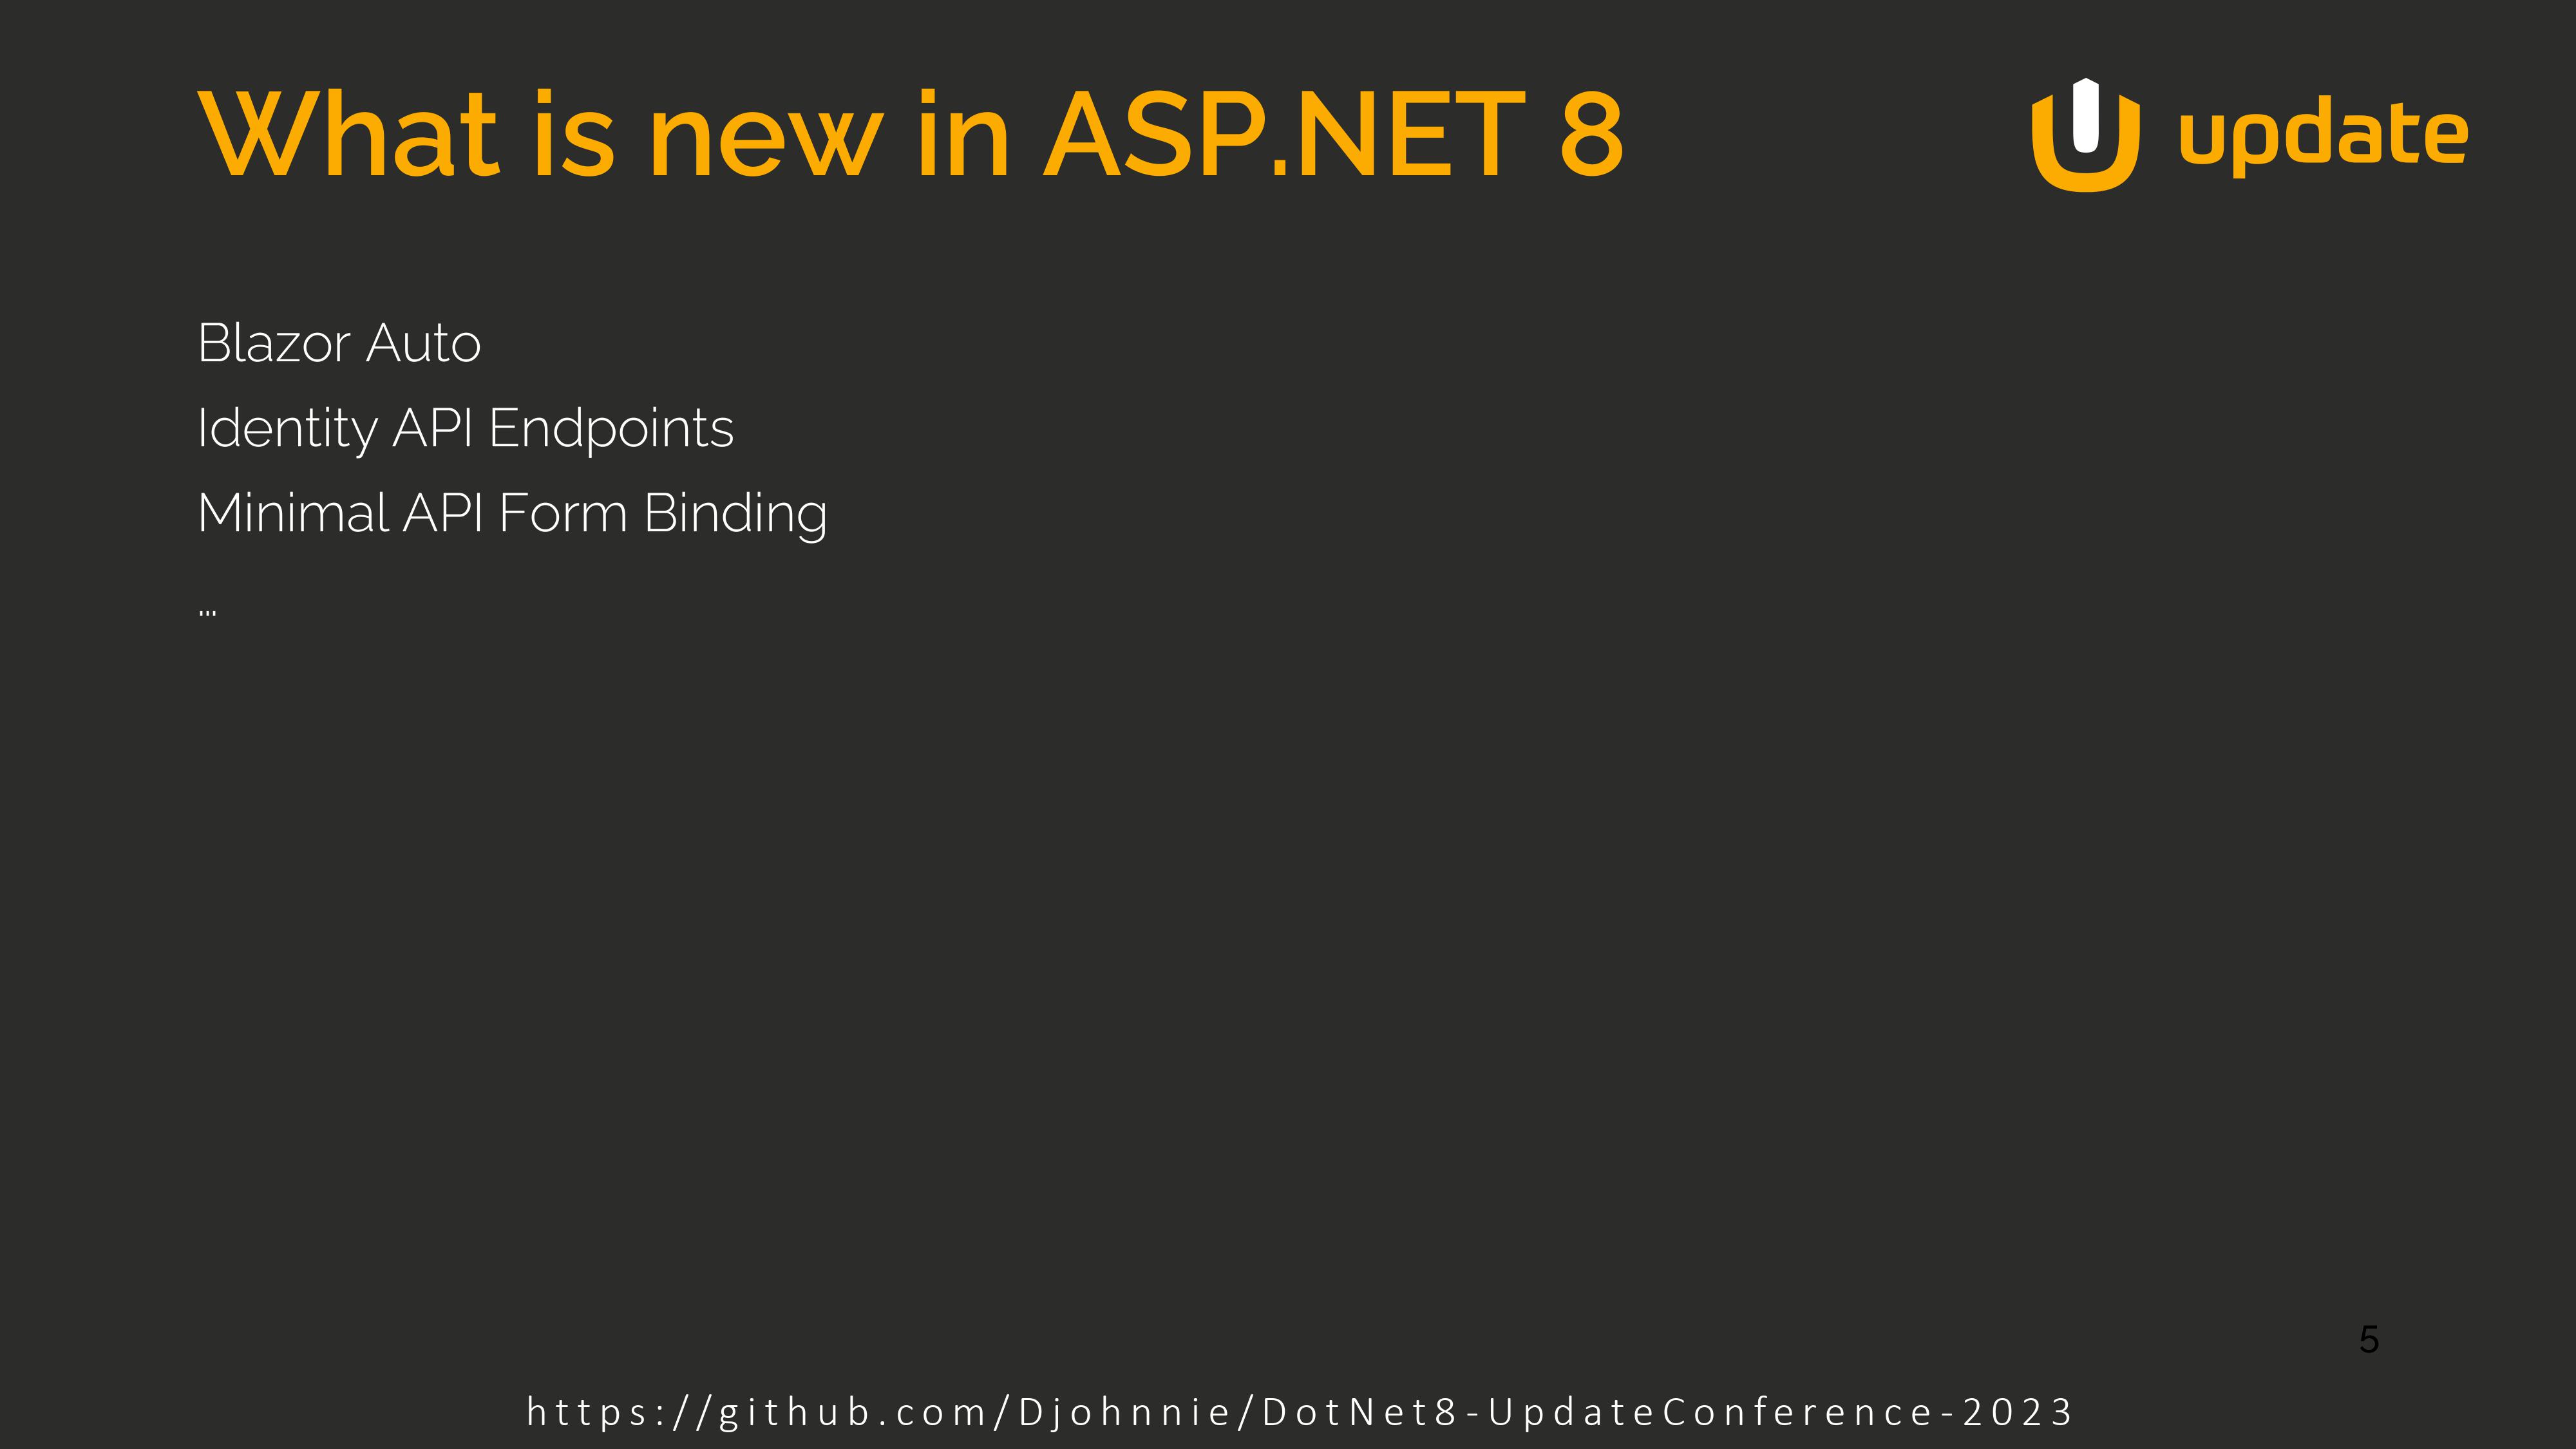 What is new in ASP.NET 8
update
Blazor Auto
Identity API Endpoints
Minimal API Form Binding
...
5
https://github.com/Djohnnie/DotNet8-UpdateConference-2023